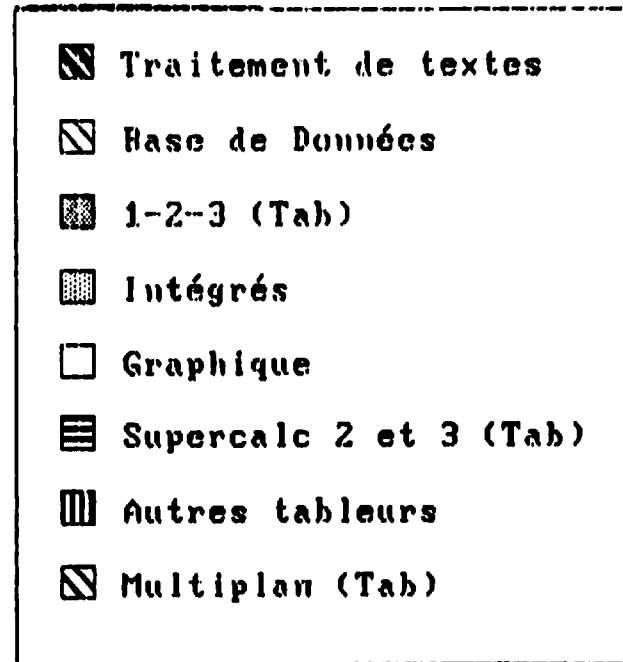 Traitement de textes
Base de Données
1-2-3 (Tab)
Intégrés
Graphique
Supercalc 2 et 3 (Tab)
Autres tableurs
Multiplan (Tab)